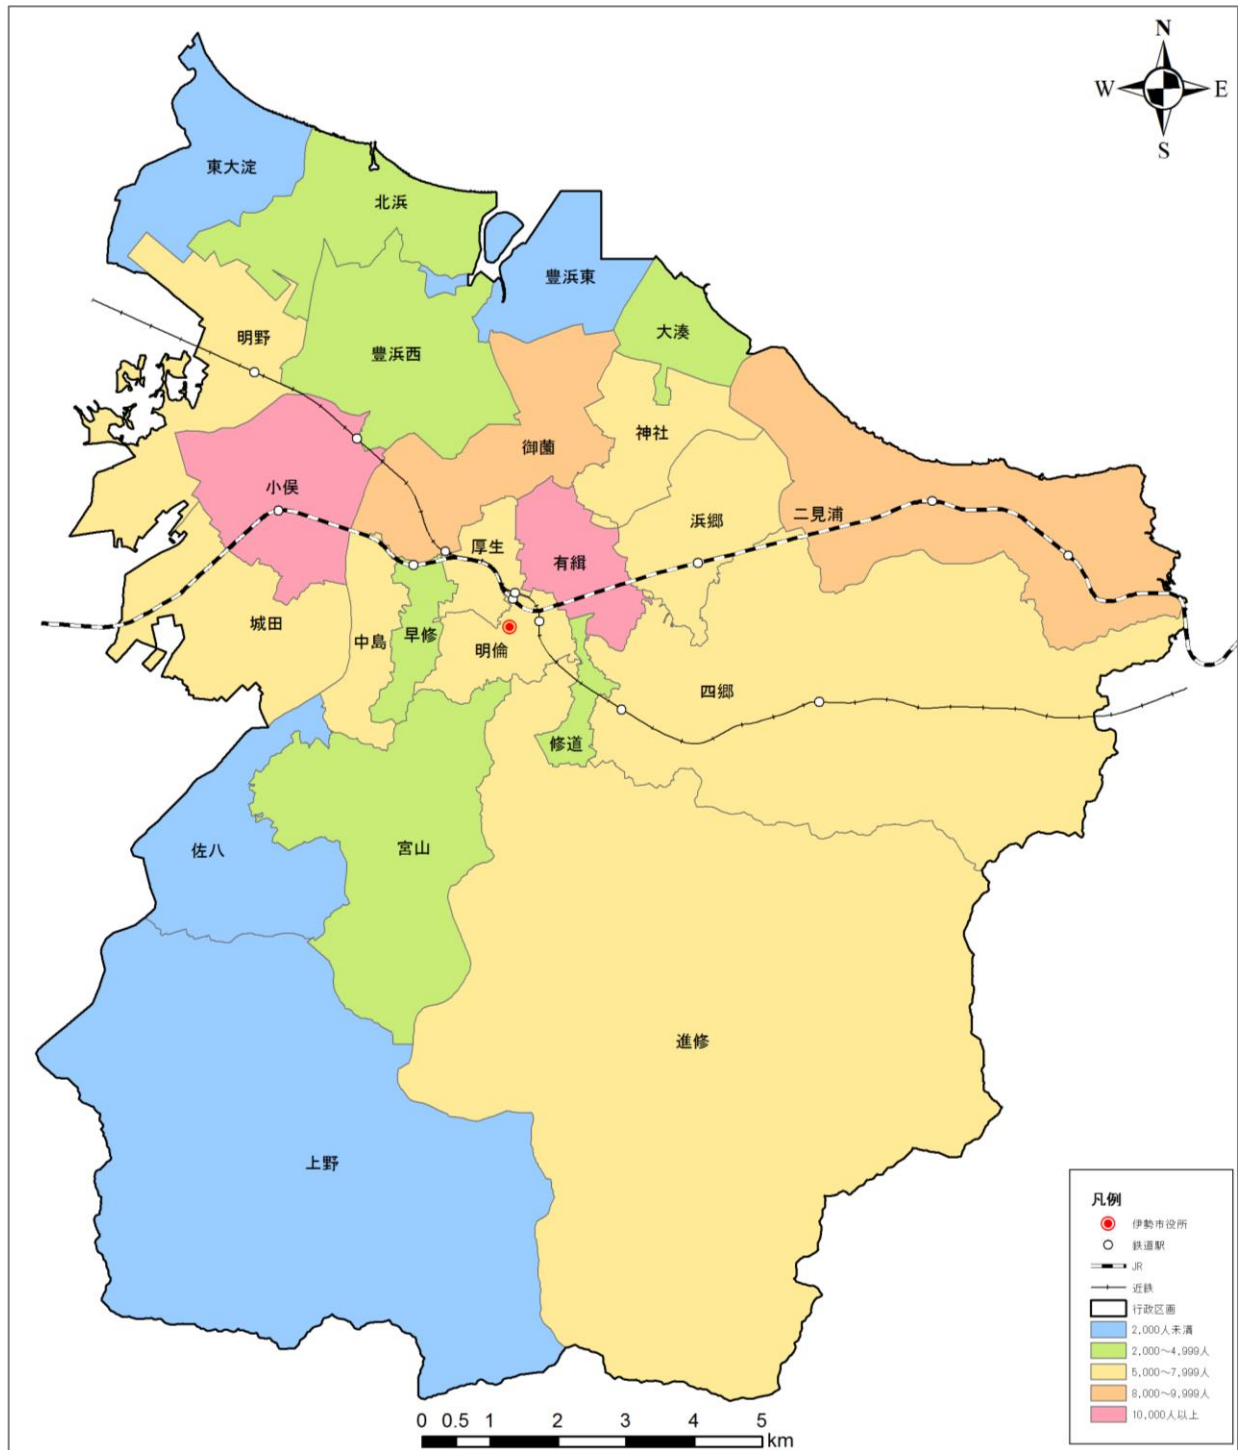 N
W E
S
東大淀
北浜
豊浜東
大湊
明野
豊浜西
神社
御薗
小俣
浜郷
二見浦
厚生
有緝
城田
中島
早修
明倫
四郷
修道
佐八
宮山
進修
上野
凡例
伊勢市役所
鉄道駅
JR
近鉄
行政区画
2,000人未満
2,000～4,999人
5,000～7,999人
8,000～9,999人
10,000人以上
0 0.5 1 2 3 4 5
km